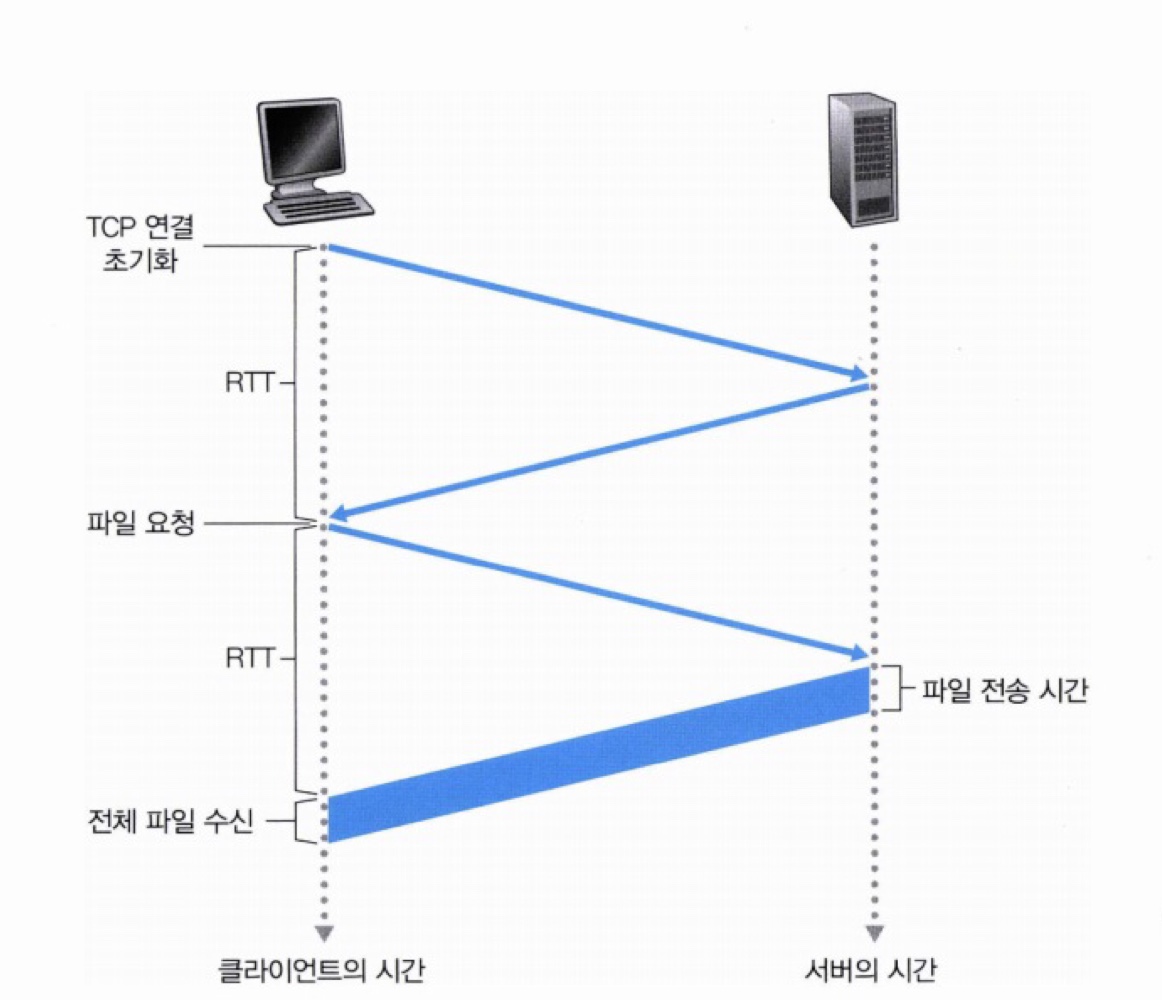 TCP 연결
초기화
RTT
파일 요청
RTT
파일 전송 시간
전체 파일 수신
클라이언트의 시간
서버의 시간